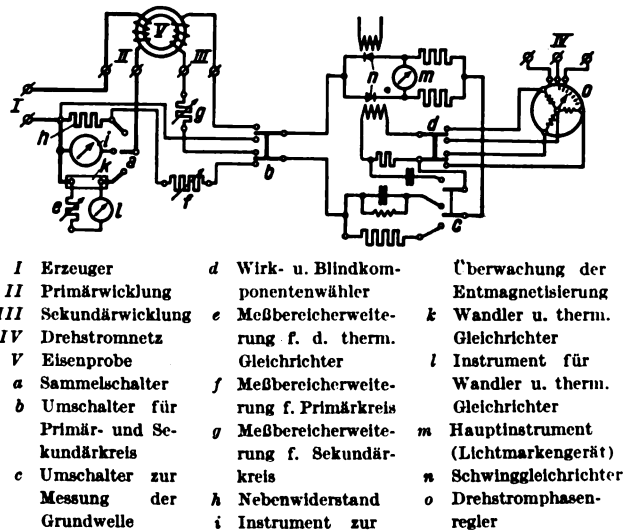 V
II
III
I
IV
g
n
m
o
h
i
a
k
d
b
f
e
l
c
I Erzeuger
II Primärwicklung
III Sekundärwicklung
IV Drehstromnetz
V Eisenprobe
a Sammelschalter
b Umschalter für
Primär- und Se-
kundärkreis
c Umschalter zur
Messung der
Grundwelle
d Wirk- u. Blindkom-
ponentenwähler
e Meßbereicherweite-
rung f. d. therm.
Gleichrichter
f Meßbereicherweite-
rung f. Primärkreis
g Meßbereicherweite-
rung f. Sekundär-
kreis
h Nebenwiderstand
i Instrument zur
Überwachung der
Entmagnetisierung
k Wandler u. therm.
Gleichrichter
l Instrument für
Wandler u. therm.
Gleichrichter
m Hauptinstrument
(Lichtmarkengerät)
n Schwinggleichrichter
o Drehstromphasen-
regler